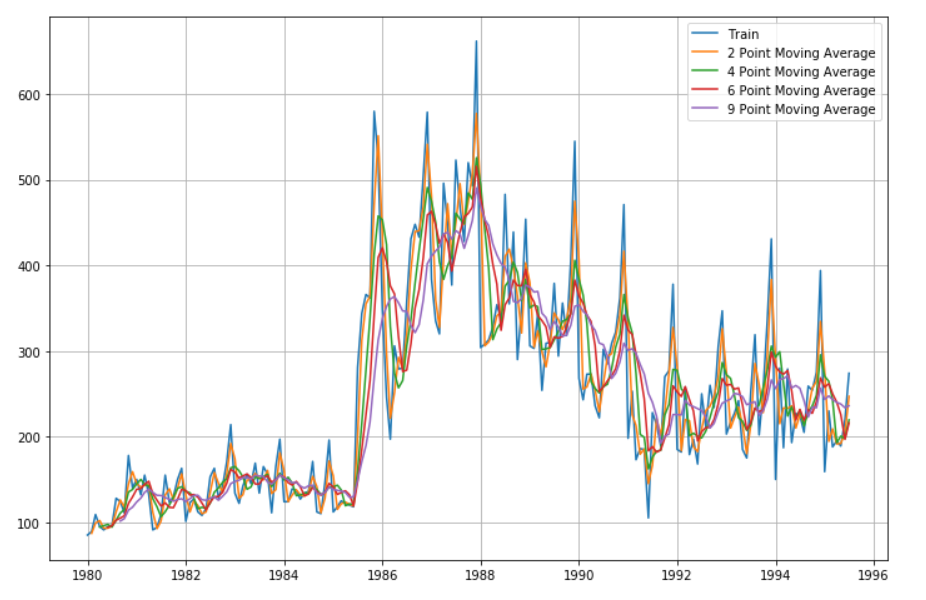 Train
2 Point Moving Average
4 Point Moving Average
6 Point Moving Average
9 Point Moving Average
600
500
400
300
200
100
1980 1982 1984 1986 1988 1990 1992 1994 1996